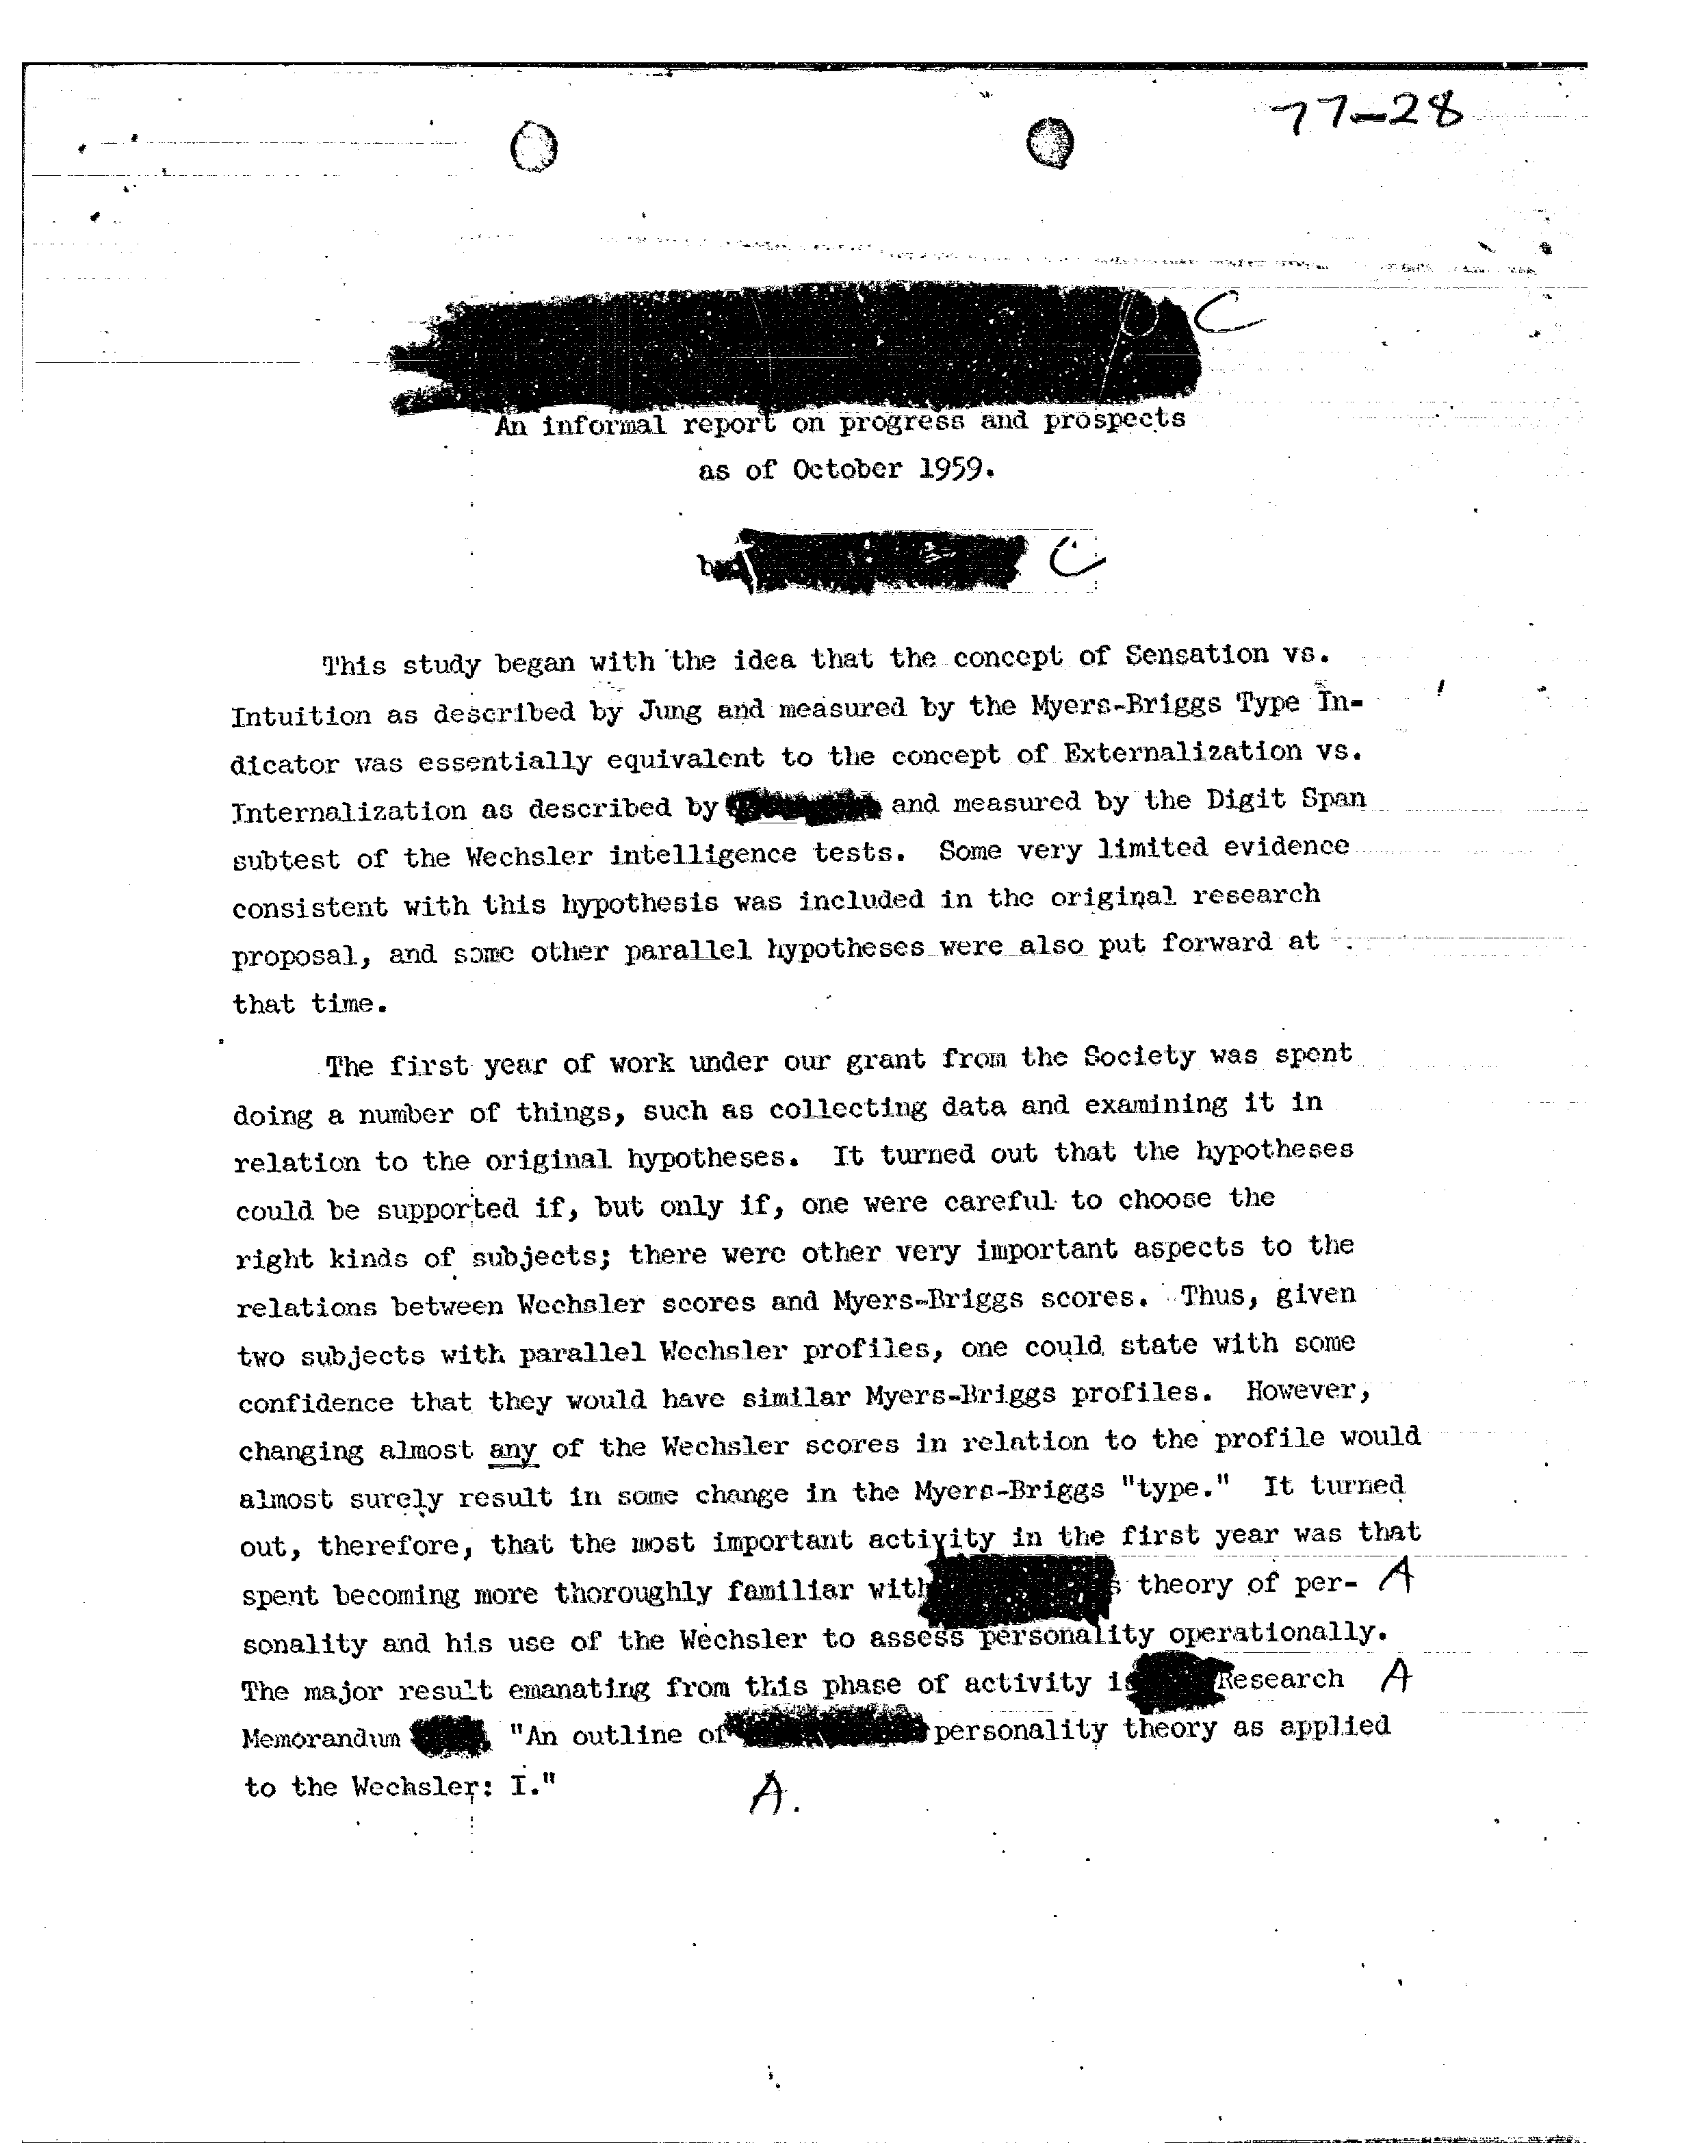 77-28
C
An informal report on progress and prospects
as of October 1959.
by C
This study began with the idea that the concept of Sensation vs.
Intuition as described by Jung and measured by the Myers-Briggs Type In-
dicator was essentially equivalent to the concept of Externalization vs.
Internalization as described by and measured by the Digit Span
subtest of the Wechsler intelligence tests. Some very limited evidence
consistent with this hypothesis was included in the original research
proposal, and some other parallel hypotheses were also put forward at
that time.
The first year of work under our grant from the Society was spent
doing a number of things, such as collecting data and examining it in
relation to the original hypotheses. It turned out that the hypotheses
could be supported if, but only if, one were careful to choose the
right kinds of subjects; there were other very important aspects to the
relations between Wechsler scores and Myers-Briggs scores. Thus, given
two subjects with parallel Wechsler profiles, one could state with some
confidence that they would have similar Myers-Briggs profiles. However,
changing almost any of the Wechsler scores in relation to the profile would
almost surely result in some change in the Myers-Briggs "type." It turned
out, therefore, that the most important activity in the first year was that
spent becoming more thoroughly familiar with s theory of per- A
sonality and his use of the Wechsler to assess personality operationally.
The major result emanating from this phase of activity is Research A
Memorandum , "An outline of personality theory as applied
to the Wechsler: I." A.